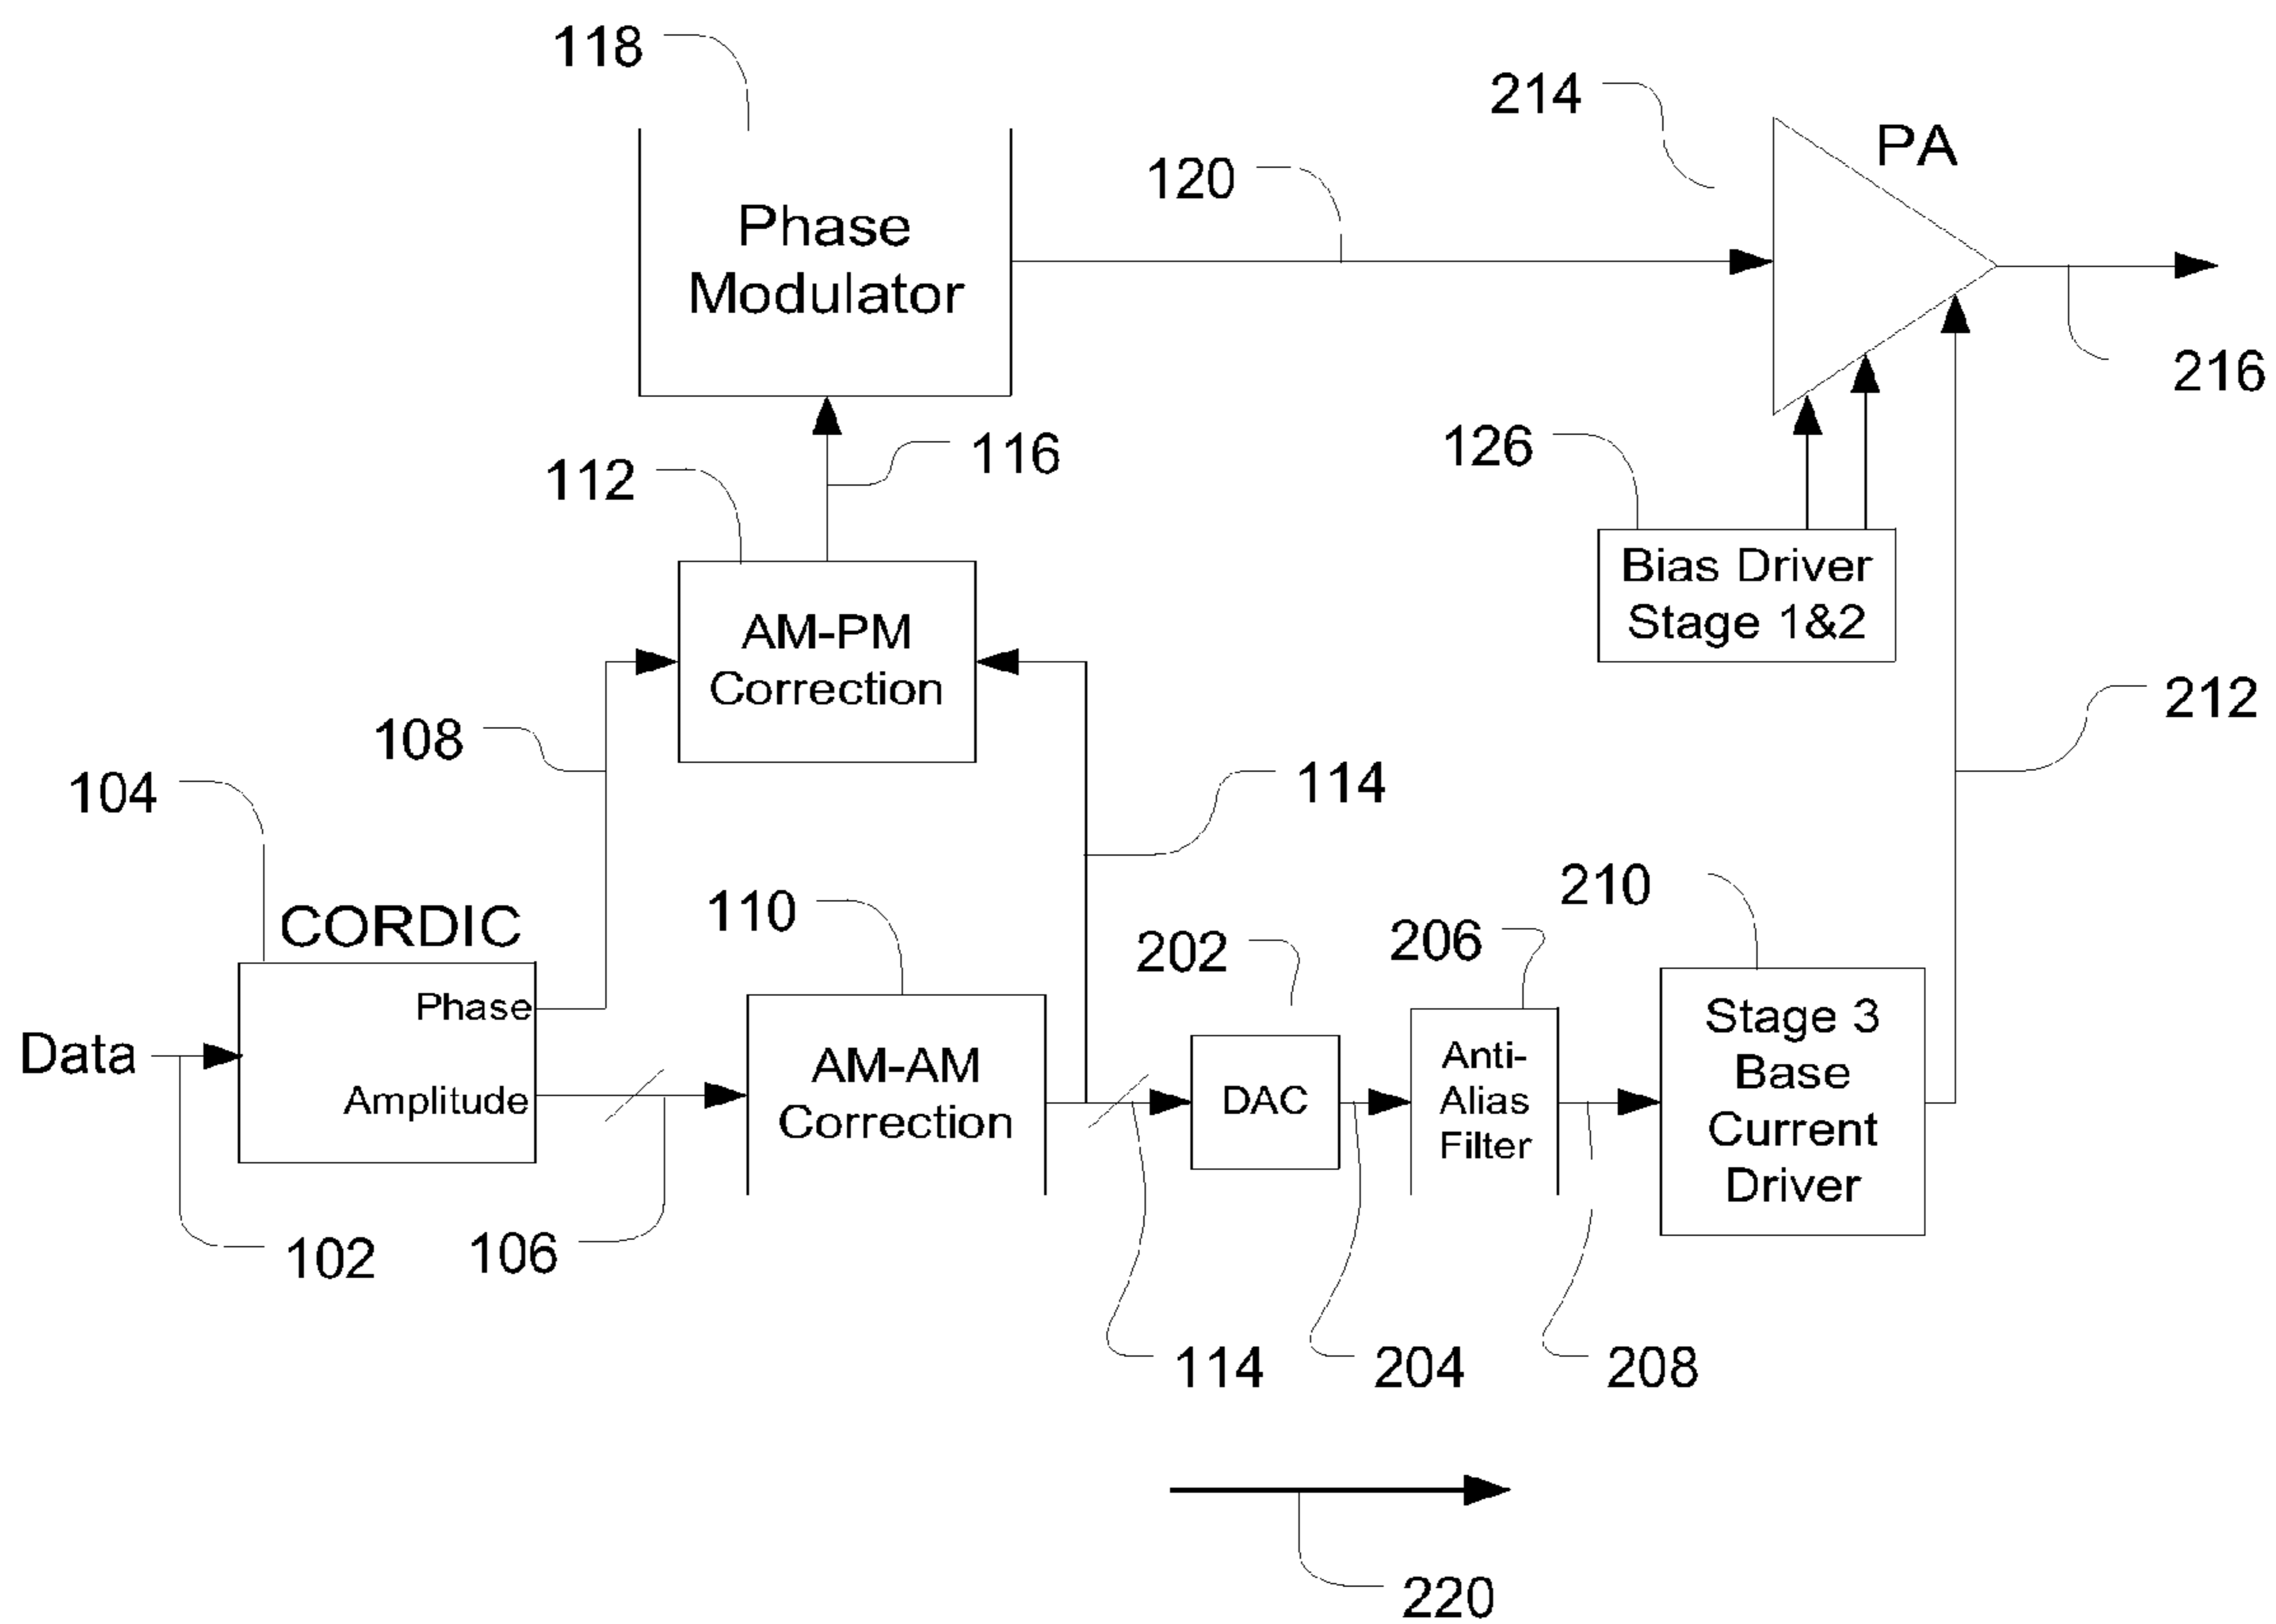 118
214
PA
120
Phase
Modulator
216
126
116
112
Bias Driver
Stage 1&2
AM-PM
Correction
212
108
104
114
210
110
CORDIC
202
206
Phase
Stage 3
Base
Current
Driver
Data
AM-AM
Correction
DAC
Anti-
Alias
Filter
Amplitude
102
106
114
204
208
220